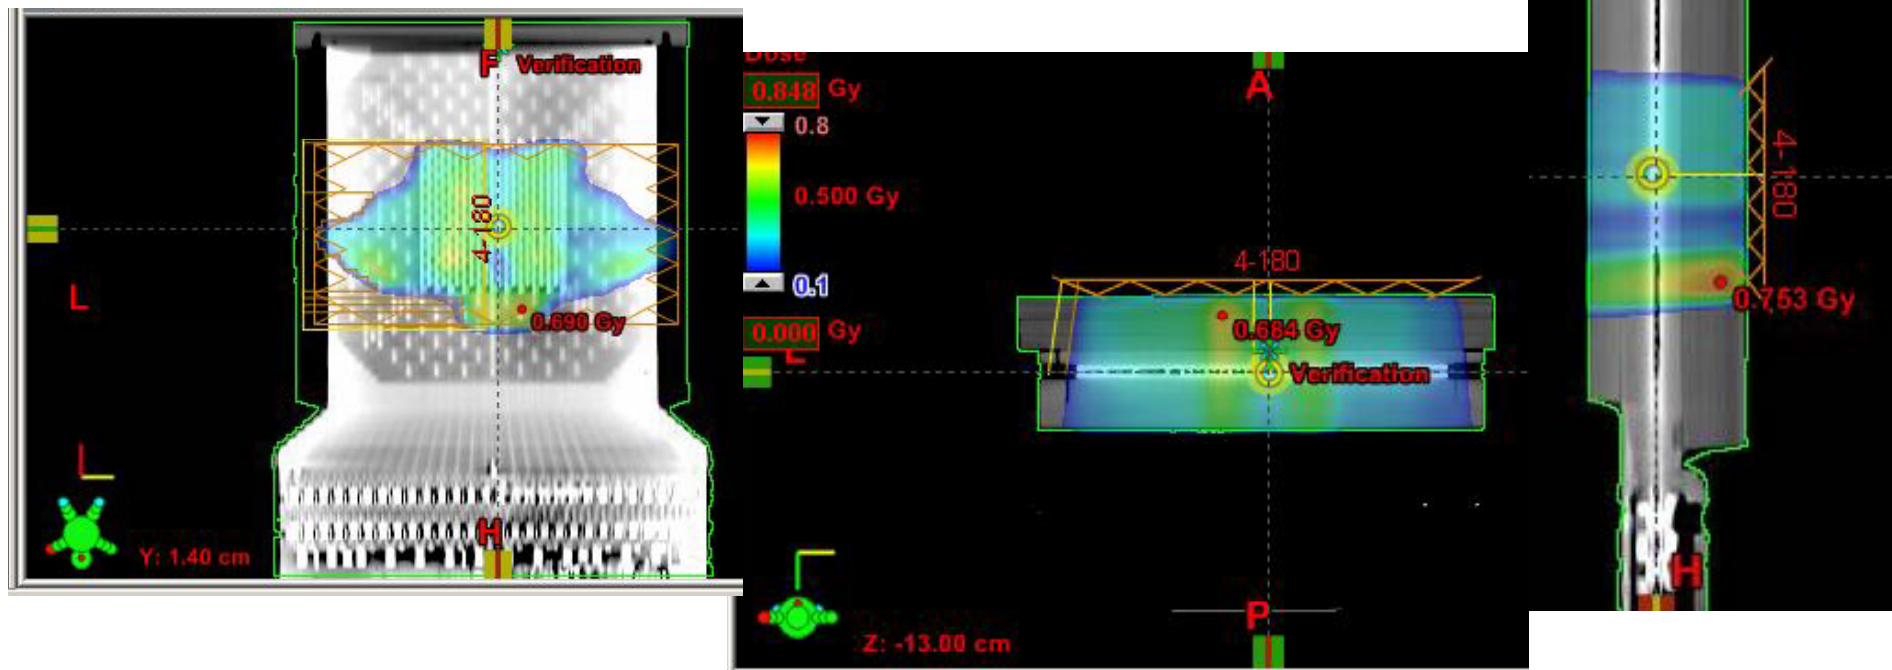 F Verification
4-180
L
0.690 Gy
H
Y: 1.40 cm
Dose
0.848 Gy
0.8
0.500 Gy
0.1
0.000 Gy
L
A
4-180
0.684 Gy
Verification
P
Z: -13.00 cm
4-180
0.753 Gy
H